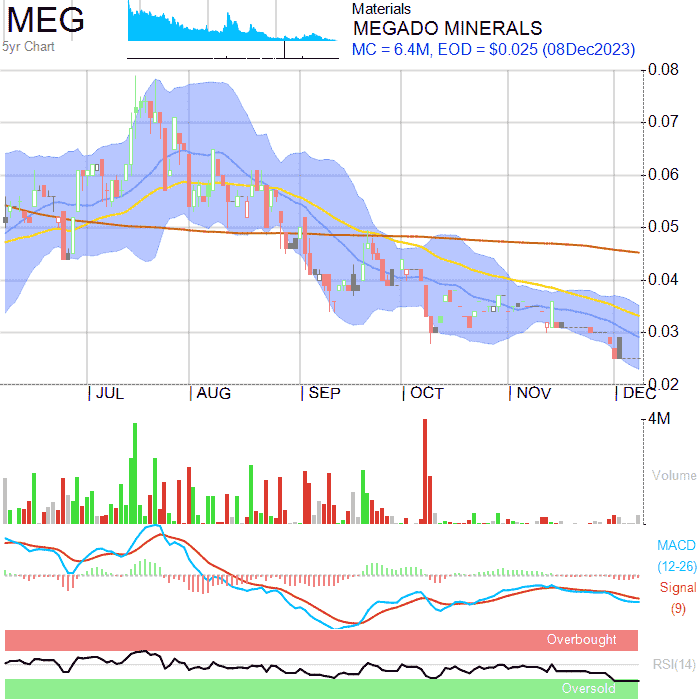 MEG
5yr Chart
Materials
MEGADO MINERALS
MC = 6.4M, EOD = $0.025 (08Dec2023)
0.08
0.07
0.06
0.05
0.04
0.03
0.02
JUL AUG SEP OCT NOV DEC
4M
Volume
MACD
(12-26)
Signal
(9)
Overbought
RSI(14)
Oversold